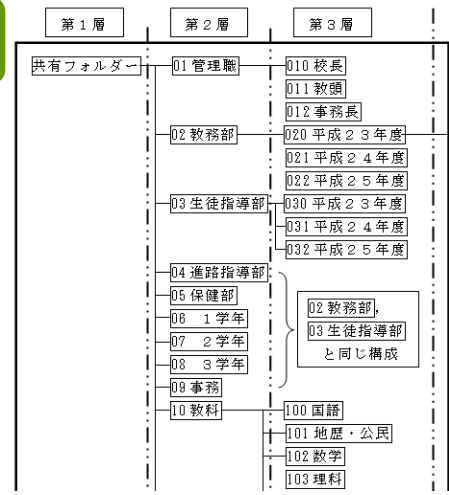 第１層 第２層 第３層
共有フォルダー 01 管理職 010 校長
011 教頭
012 事務長
02 教務部 020 平成２３年度
021 平成２４年度
022 平成２５年度
03 生徒指導部 030 平成２３年度
031 平成２４年度
032 平成２５年度
04 進路指導部
05 保健部
06 １学年
07 ２学年
08 ３学年
09 事務
02 教務部，
03 生徒指導部
と同じ構成
10 教科 100 国語
101 地歴・公民
102 数学
103 理科